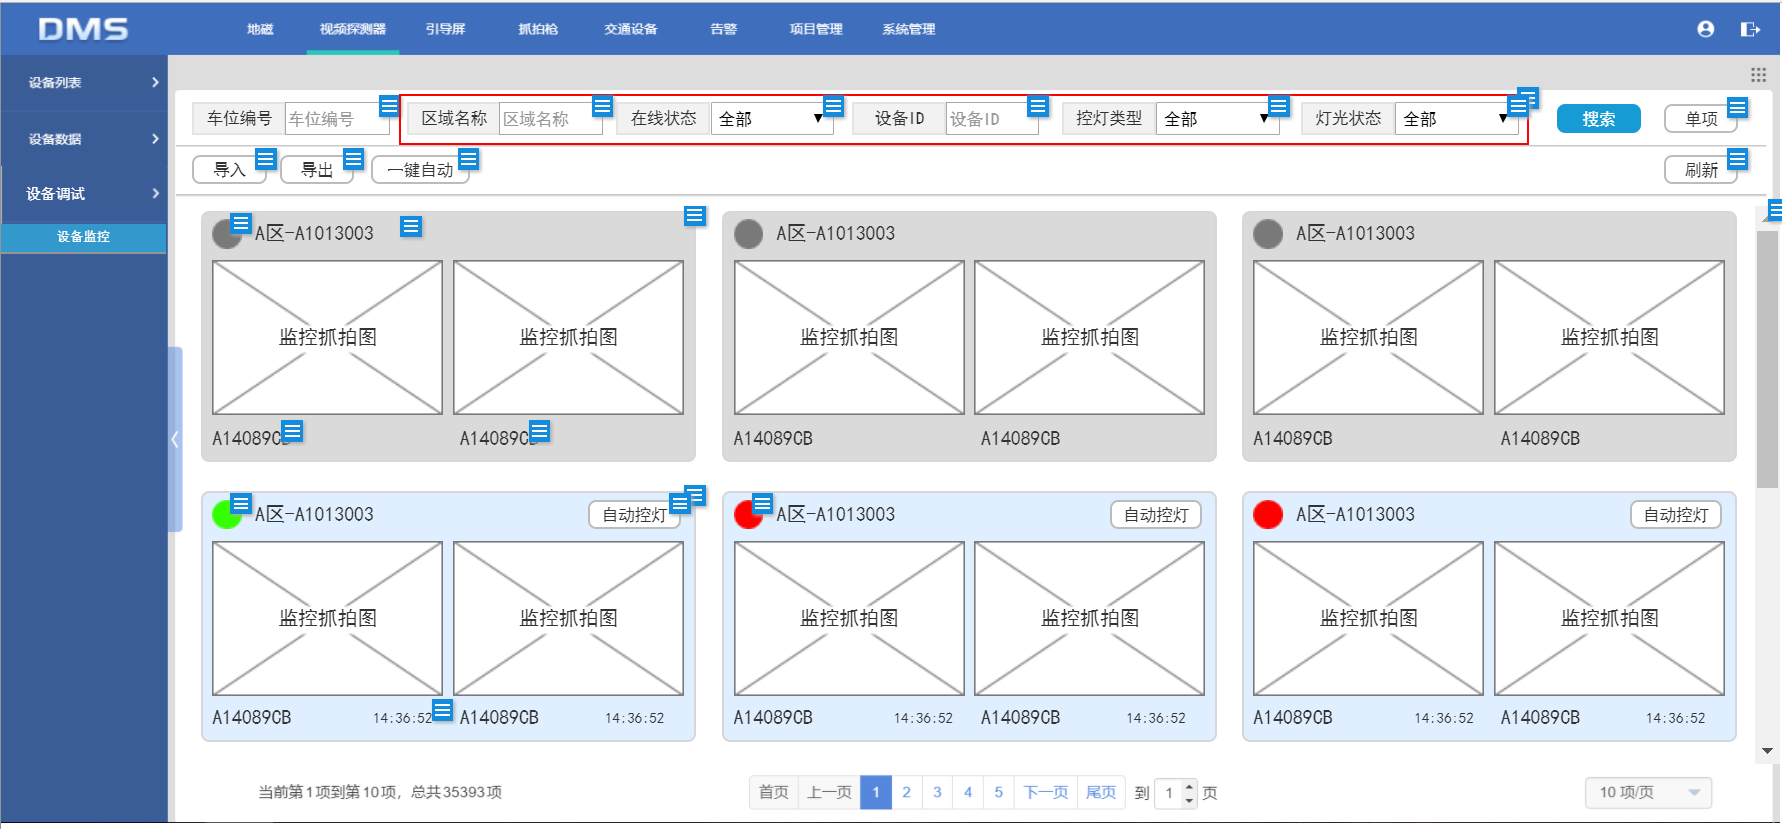 DMS 地磁 视频探测器 引导屏 抓拍枪 交通设备 告警 项目管理 系统管理
设备列表
设备数据
设备调试
设备监控
车位编号 车位编号 区域名称 区域名称 在线状态 全部 设备ID 设备ID 控灯类型 全部 灯光状态 全部 搜索 单项
导入 导出 一键自动 刷新
A区-A1013003 A区-A1013003 A区-A1013003
监控抓拍图 监控抓拍图 监控抓拍图 监控抓拍图 监控抓拍图 监控抓拍图
A14089CB A14089CB A14089CB A14089CB A14089CB A14089CB
A区-A1013003 自动控灯 A区-A1013003 自动控灯 A区-A1013003 自动控灯
监控抓拍图 监控抓拍图 监控抓拍图 监控抓拍图 监控抓拍图 监控抓拍图
A14089CB 14:36:52 A14089CB 14:36:52 A14089CB 14:36:52 A14089CB 14:36:52 A14089CB 14:36:52 A14089CB 14:36:52
当前第1项到第10项，总共35393项 首页 上一页 1 2 3 4 5 下一页 尾页 到 1 页 10 项/页